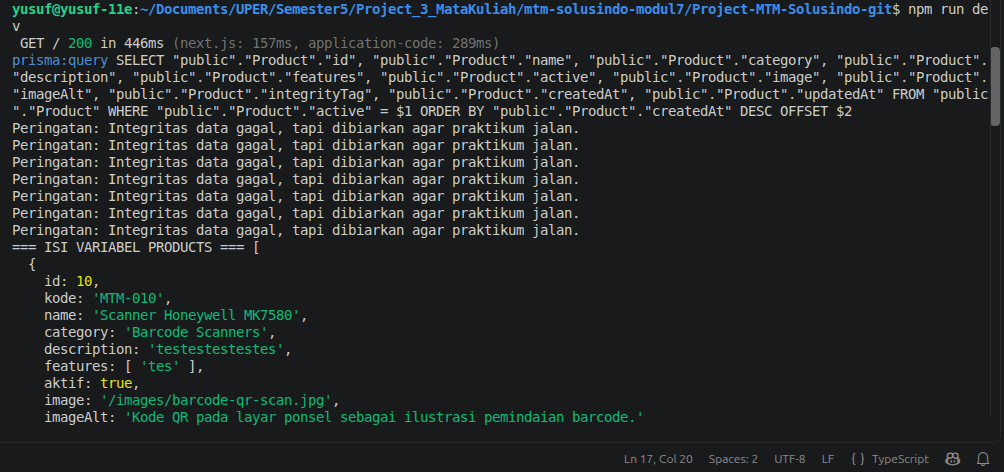 yusuf@yusuf-11e:~/Documents/UPER/Semester5/Project_3_MataKuliah/mtm-solusindo-modul7/Project-MTM-Solusindo-git$ npm run de
v
 GET / 200 in 446ms (next.js: 157ms, application-code: 289ms)
prisma:query SELECT "public"."Product"."id", "public"."Product"."name", "public"."Product"."category", "public"."Product".
"description", "public"."Product"."features", "public"."Product"."active", "public"."Product"."image", "public"."Product".
"imageAlt", "public"."Product"."integrityTag", "public"."Product"."createdAt", "public"."Product"."updatedAt" FROM "public
"."Product" WHERE "public"."Product"."active" = $1 ORDER BY "public"."Product"."createdAt" DESC OFFSET $2
Peringatan: Integritas data gagal, tapi dibiarkan agar praktikum jalan.
Peringatan: Integritas data gagal, tapi dibiarkan agar praktikum jalan.
Peringatan: Integritas data gagal, tapi dibiarkan agar praktikum jalan.
Peringatan: Integritas data gagal, tapi dibiarkan agar praktikum jalan.
Peringatan: Integritas data gagal, tapi dibiarkan agar praktikum jalan.
Peringatan: Integritas data gagal, tapi dibiarkan agar praktikum jalan.
Peringatan: Integritas data gagal, tapi dibiarkan agar praktikum jalan.
=== ISI VARIABEL PRODUCTS === [
  {
    id: 10,
    kode: 'MTM-010',
    name: 'Scanner Honeywell MK7580',
    category: 'Barcode Scanners',
    description: 'testestestestes',
    features: [ 'tes' ],
    aktif: true,
    image: '/images/barcode-qr-scan.jpg',
    imageAlt: 'Kode QR pada layar ponsel sebagai ilustrasi pemindaian barcode.'
Ln 17, Col 20 Spaces: 2 UTF-8 LF { } TypeScript